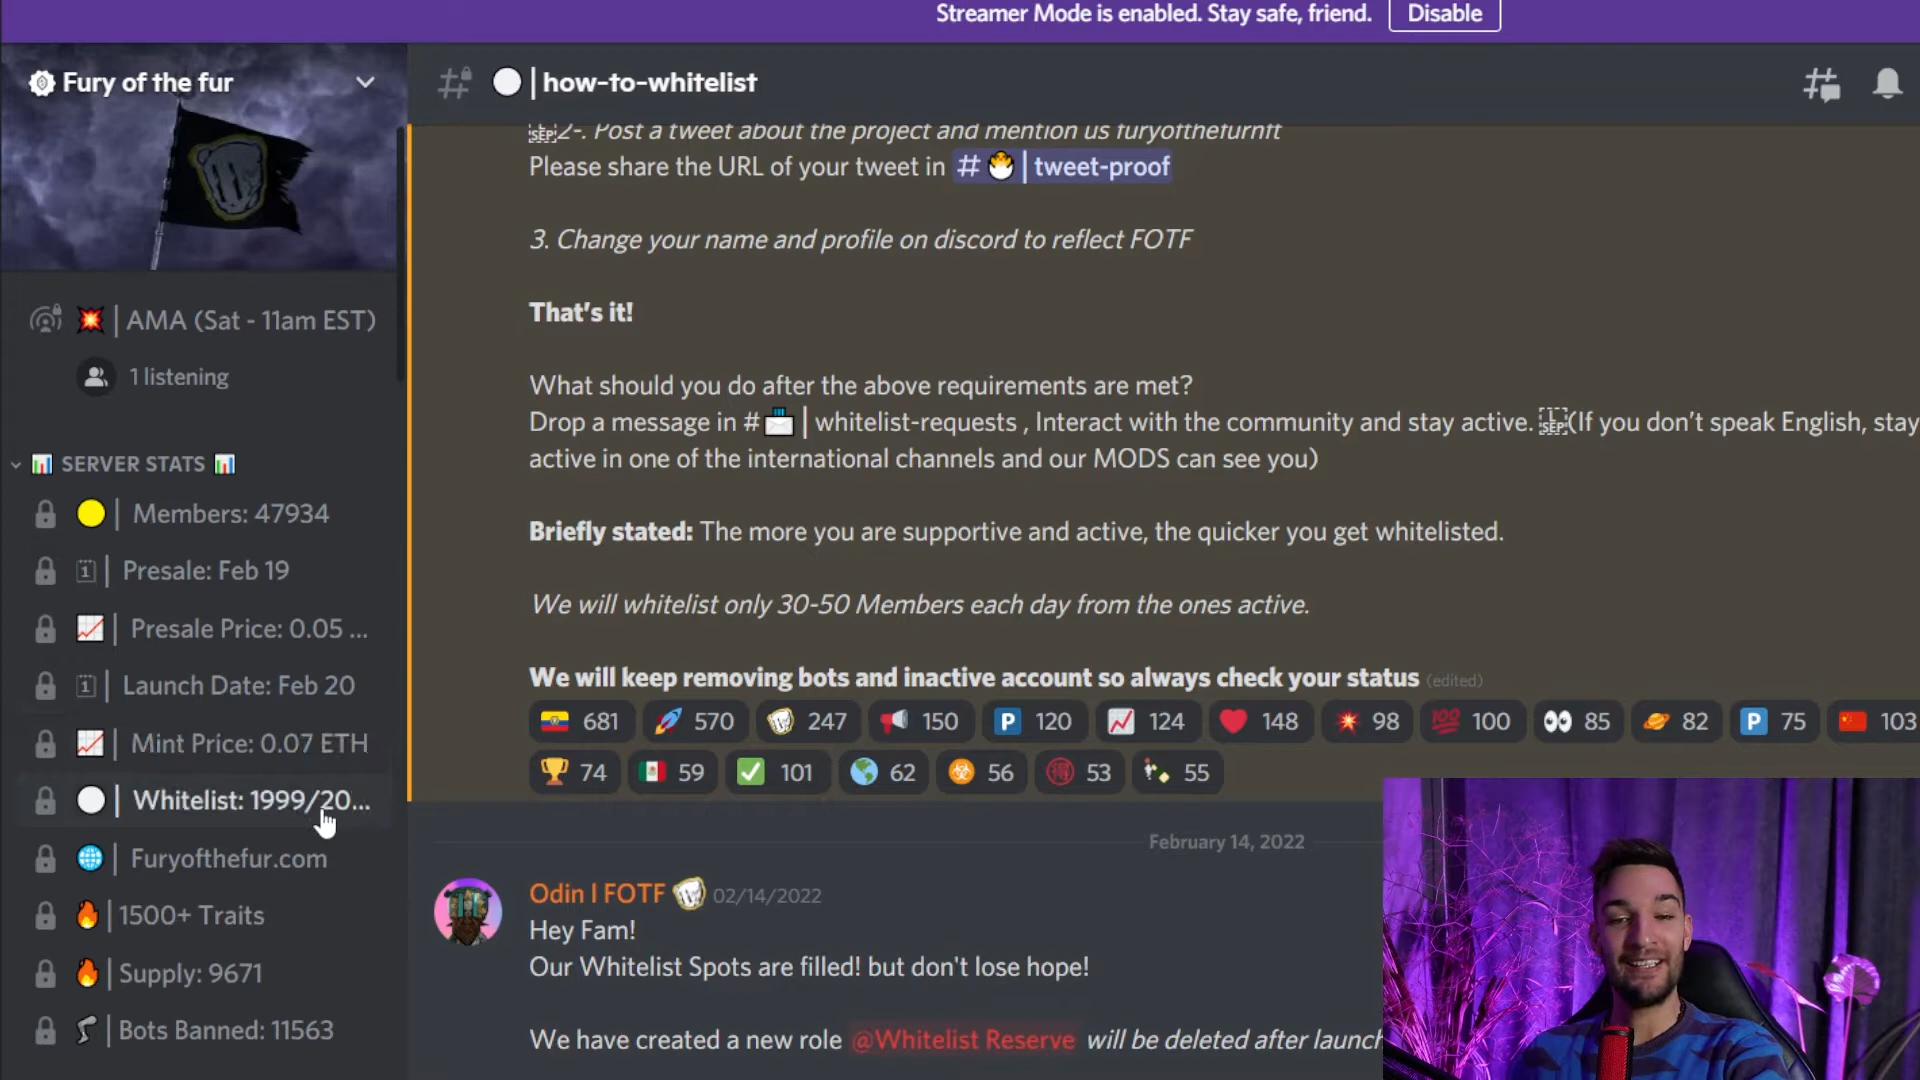 Streamer Mode is enabled. Stay safe, friend.
Disable
Fury of the fur
| how-to-whitelist
2-. Post a tweet about the project and mention us furyofthefurnft
Please share the URL of your tweet in # | tweet-proof
3. Change your name and profile on discord to reflect FOTF
That's it!
What should you do after the above requirements are met?
Drop a message in # | whitelist-requests , Interact with the community and stay active. (If you don't speak English, stay
active in one of the international channels and our MODS can see you)
Briefly stated: The more you are supportive and active, the quicker you get whitelisted.
We will whitelist only 30-50 Members each day from the ones active.
We will keep removing bots and inactive account so always check your status (edited)
681 570 247 150 P 120 124 148 98 100 85 82 P 75 103
74 59 101 62 56 53 55
February 14, 2022
Odin I FOTF 02/14/2022
Hey Fam!
Our Whitelist Spots are filled! but don't lose hope!
We have created a new role @Whitelist Reserve will be deleted after launch
| AMA (Sat - 11am EST)
1 listening
SERVER STATS
| Members: 47934
| Presale: Feb 19
| Presale Price: 0.05 ...
| Launch Date: Feb 20
| Mint Price: 0.07 ETH
| Whitelist: 1999/20...
| Furyofthefur.com
| 1500+ Traits
| Supply: 9671
| Bots Banned: 11563